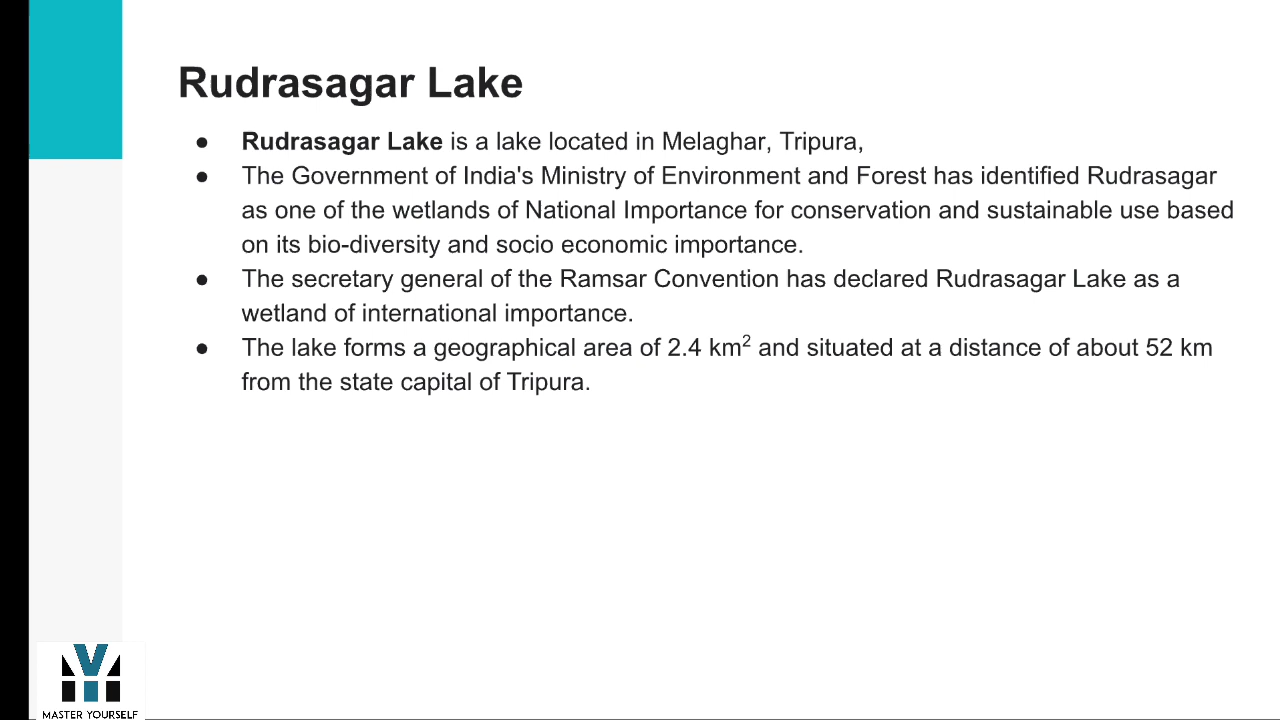 Rudrasagar Lake
● Rudrasagar Lake is a lake located in Melaghar, Tripura,
● The Government of India's Ministry of Environment and Forest has identified Rudrasagar
as one of the wetlands of National Importance for conservation and sustainable use based
on its bio-diversity and socio economic importance.
● The secretary general of the Ramsar Convention has declared Rudrasagar Lake as a
wetland of international importance.
● The lake forms a geographical area of 2.4 km² and situated at a distance of about 52 km
from the state capital of Tripura.
MASTER YOURSELF